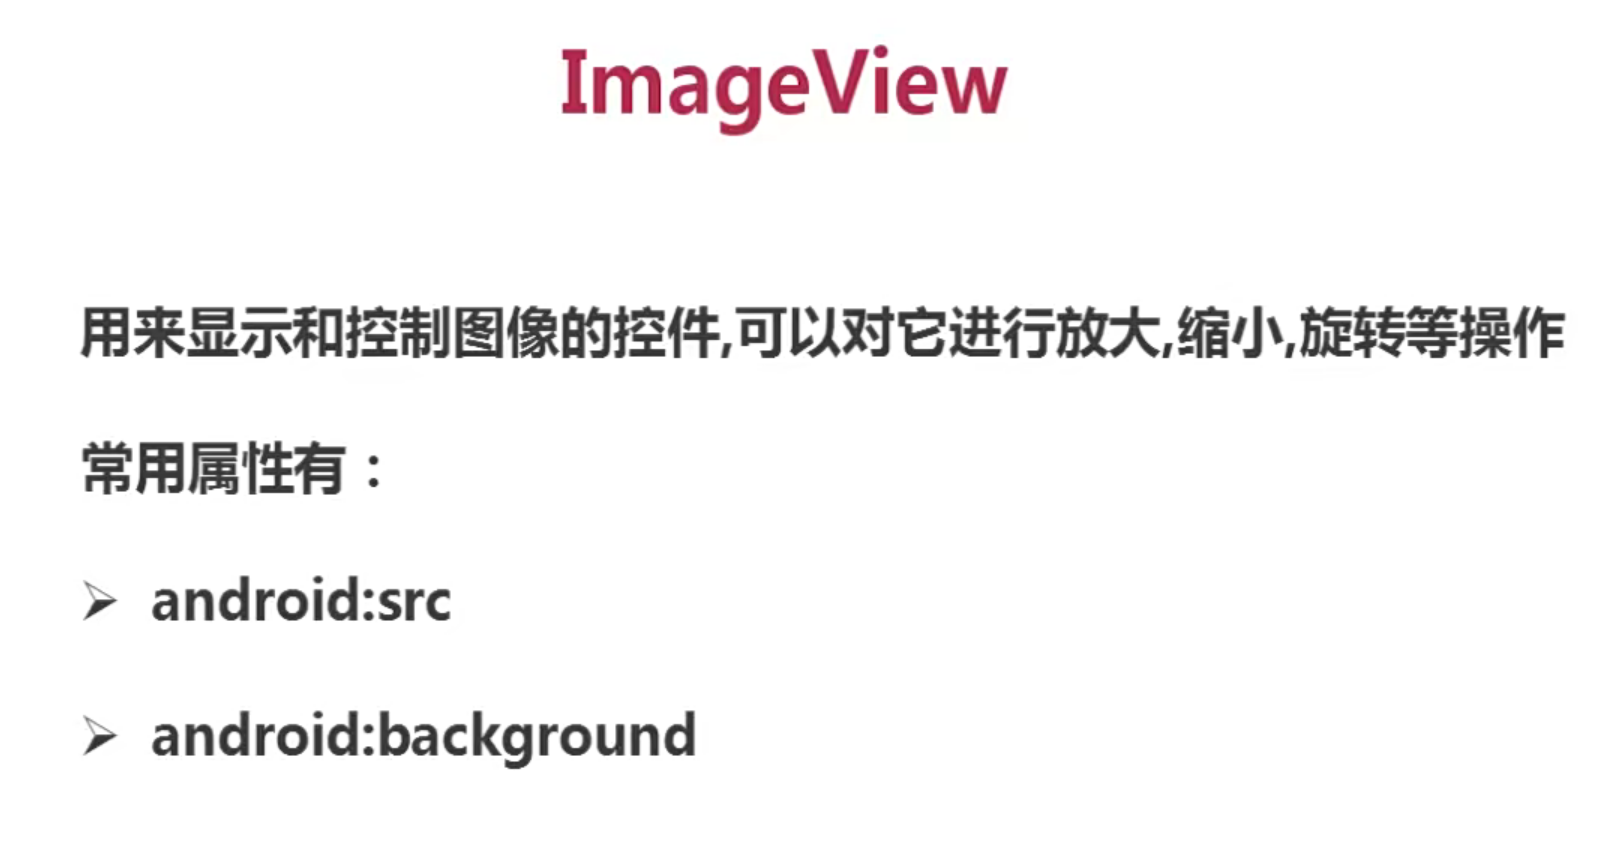 ImageView
用来显示和控制图像的控件,可以对它进行放大,缩小,旋转等操作
常用属性有：
➢ android:src
➢ android:background